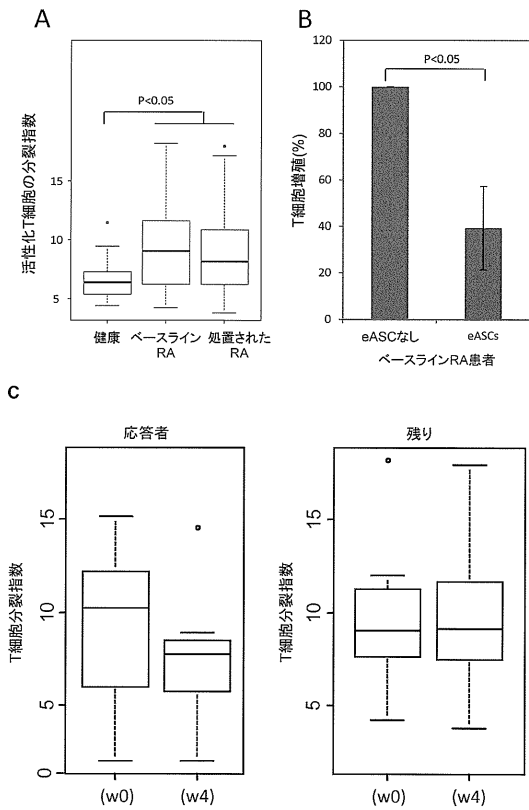 A
P<0.05
活性化T細胞の分裂指数
15
10
5
健康
ベースライン
RA
処置された
RA
B
P<0.05
T細胞増殖(%)
120
100
80
60
40
20
0
eASCなし
eASCs
ベースラインRA患者
C
応答者
T細胞分裂指数
15
10
5
0
(w0)
(w4)
残り
T細胞分裂指数
15
10
5
(w0)
(w4)